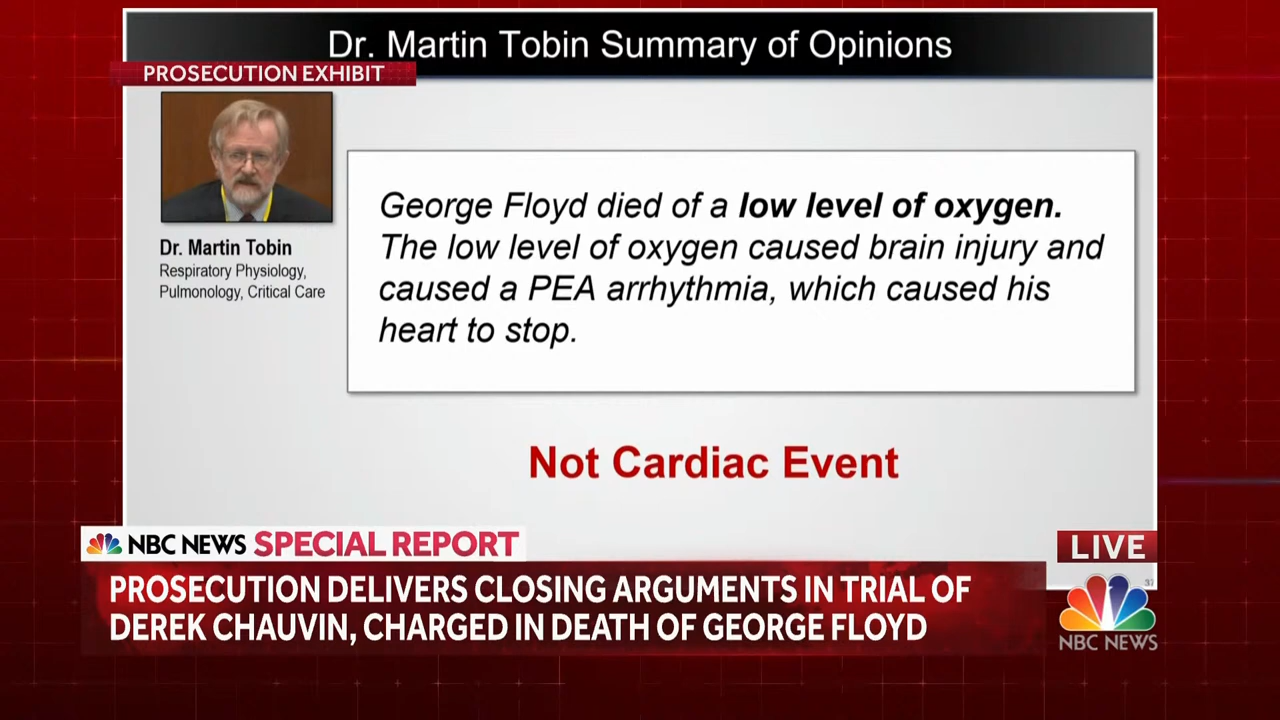 Dr. Martin Tobin Summary of Opinions
PROSECUTION EXHIBIT
Dr. Martin Tobin
Respiratory Physiology,
Pulmonology, Critical Care
George Floyd died of a low level of oxygen.
The low level of oxygen caused brain injury and
caused a PEA arrhythmia, which caused his
heart to stop.
Not Cardiac Event
NBC NEWS SPECIAL REPORT
LIVE
PROSECUTION DELIVERS CLOSING ARGUMENTS IN TRIAL OF
DEREK CHAUVIN, CHARGED IN DEATH OF GEORGE FLOYD
NBC NEWS